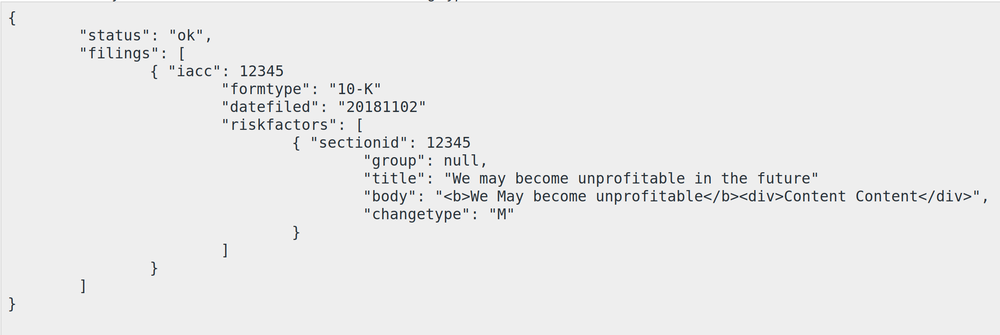 {
"status": "ok",
"filings": [
{ "iacc": 12345
"formtype": "10-K"
"datefiled": "20181102"
"riskfactors": [
{ "sectionid": 12345
"group": null,
"title": "We may become unprofitable in the future"
"body": "<b>We May become unprofitable</b><div>Content Content</div>",
"changetype": "M"
}
]
}
]
}